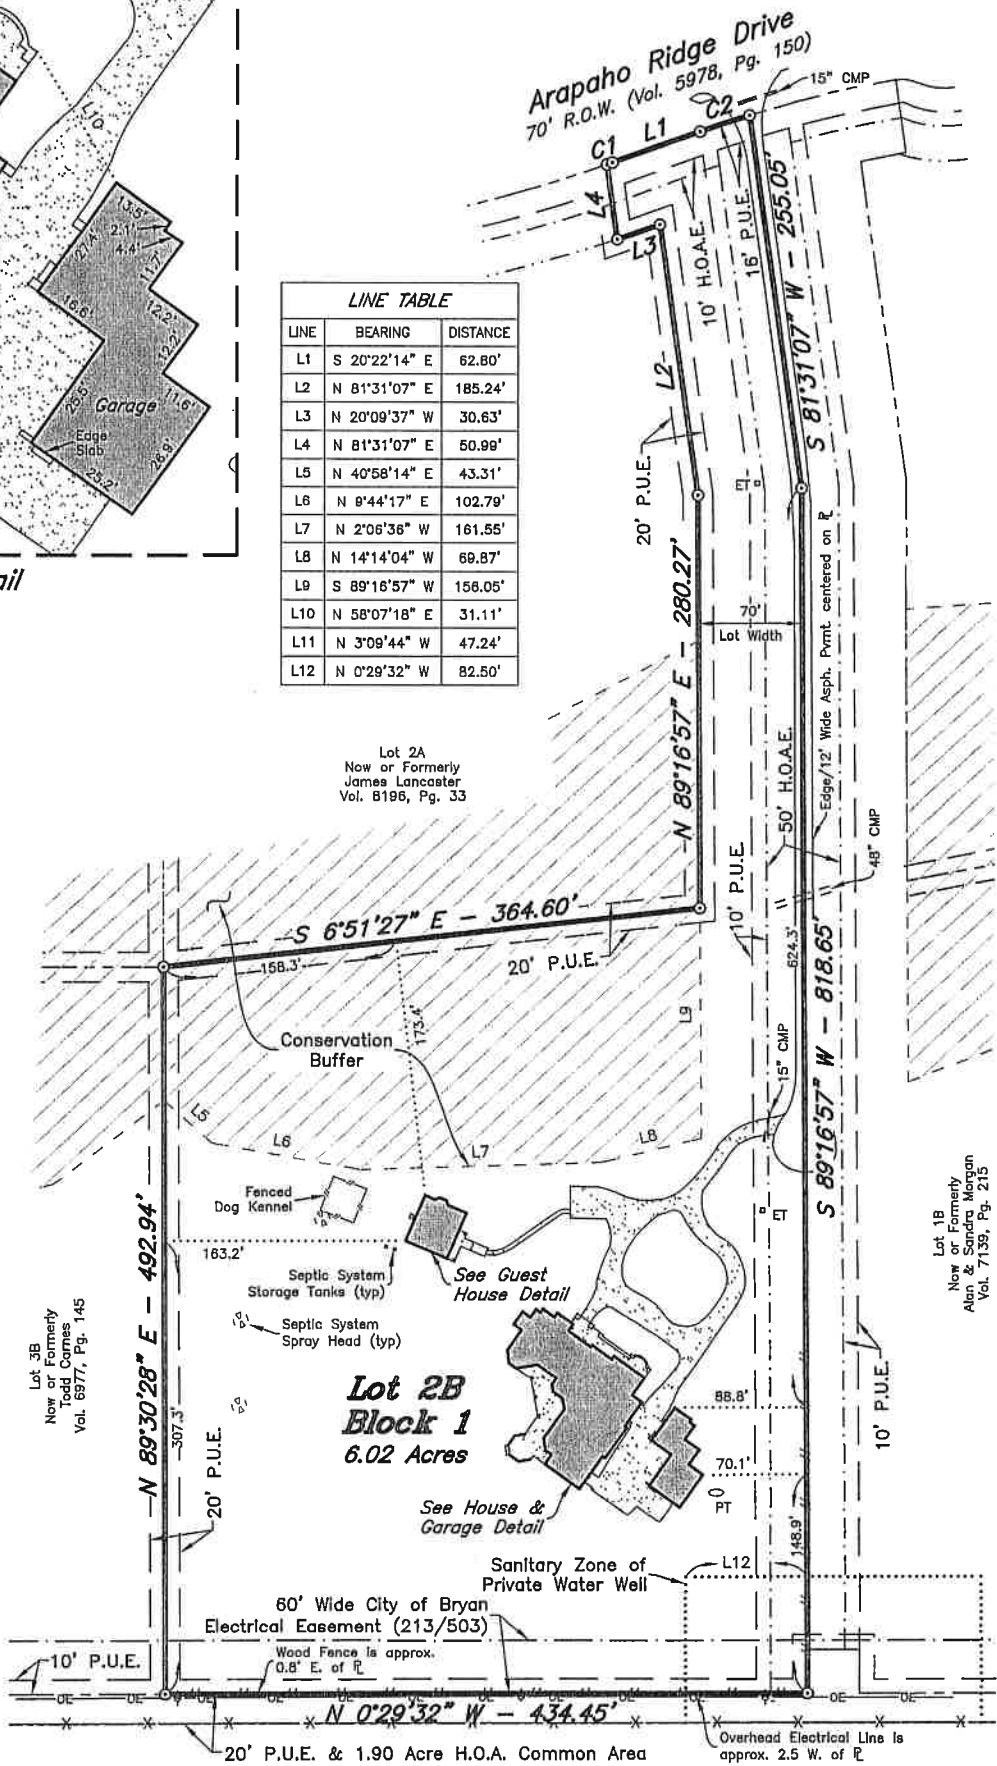 Arapaho Ridge Drive
70' R.O.W. (Vol. 5978, Pg. 150)
15" CMP
C1
L1
C2
L4
L3
L10
13.5'
2.1'
4.4'
27.4'
11.7'
16.6'
12.2'
12.2'
11.6'
25.5'
Garage
Edge
Slab
26.9'
25.2'
LINE TABLE
LINE BEARING DISTANCE
L1 S 20°22'14" E 62.80'
L2 N 81°31'07" E 185.24'
L3 N 20°09'37" W 30.63'
L4 N 81°31'07" E 50.99'
L5 N 40°58'14" E 43.31'
L6 N 9°44'17" E 102.79'
L7 N 2°06'36" W 161.55'
L8 N 14°14'04" W 69.87'
L9 S 89°16'57" W 156.05'
L10 N 58°07'18" E 31.11'
L11 N 3°09'44" W 47.24'
L12 N 0°29'32" W 82.50'
10' H.O.A.E.
16' P.U.E.
S 81°31'07" W - 255.05'
L2
20' P.U.E.
ET
N 89°16'57" E - 280.27'
70'
Lot Width
Edge/12' Wide Asph. Pvmt. centered on ℄
50' H.O.A.E.
48" CMP
10' P.U.E.
624.3'
S 89°16'57" W - 818.65'
Lot 2A
Now or Formerly
James Lancaster
Vol. 8196, Pg. 33
S 6°51'27" E - 364.60'
158.3'
20' P.U.E.
173.4'
L9
Conservation
Buffer
15" CMP
L5
L6
L7
L8
Fenced
Dog Kennel
163.2'
Septic System
Storage Tanks (typ)
See Guest
House Detail
ET
Septic System
Spray Head (typ)
Lot 1B
Now or Formerly
Alan & Sandra Morgan
Vol. 7139, Pg. 215
Lot 3B
Now or Formerly
Todd Carnes
Vol. 6977, Pg. 145
N 89°30'28" E - 492.94'
307.3'
20' P.U.E.
Lot 2B
Block 1
6.02 Acres
88.8'
70.1'
PT
10' P.U.E.
See House &
Garage Detail
148.9'
Sanitary Zone of
Private Water Well
L12
60' Wide City of Bryan
Electrical Easement (213/503)
10' P.U.E.
Wood Fence is approx.
0.8' E. of ℄
OE OE OE OE OE OE OE
N 0°29'32" W - 434.45'
20' P.U.E. & 1.90 Acre H.O.A. Common Area
Overhead Electrical Line is
approx. 2.5 W. of ℄